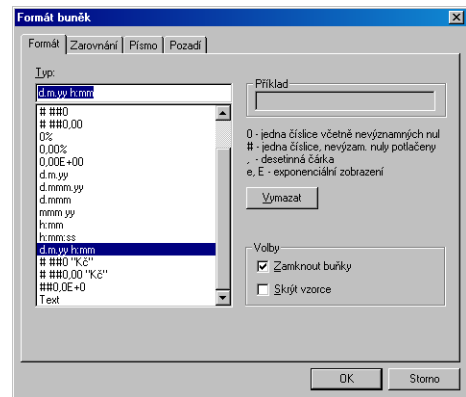 Formát buněk
Formát Zarovnání Písmo Pozadí
Typ:
d.m.yy h:mm
# ##0
# ##0,00
0%
0,00%
0,00E+00
d.m.yy
d.mmm.yy
d.mmm
mmm yy
h:mm
h:mm:ss
d.m.yy h:mm
# ##0 "Kč"
# ##0,00 "Kč"
##0,0E+0
Text
Příklad
0 - jedna číslice včetně nevýznamných nul
# - jedna číslice, nevýzam. nuly potlačeny
, - desetinná čárka
e, E - exponenciální zobrazení
Vymazat
Volby
Zamknout buňky
Skrýt vzorce
OK Storno